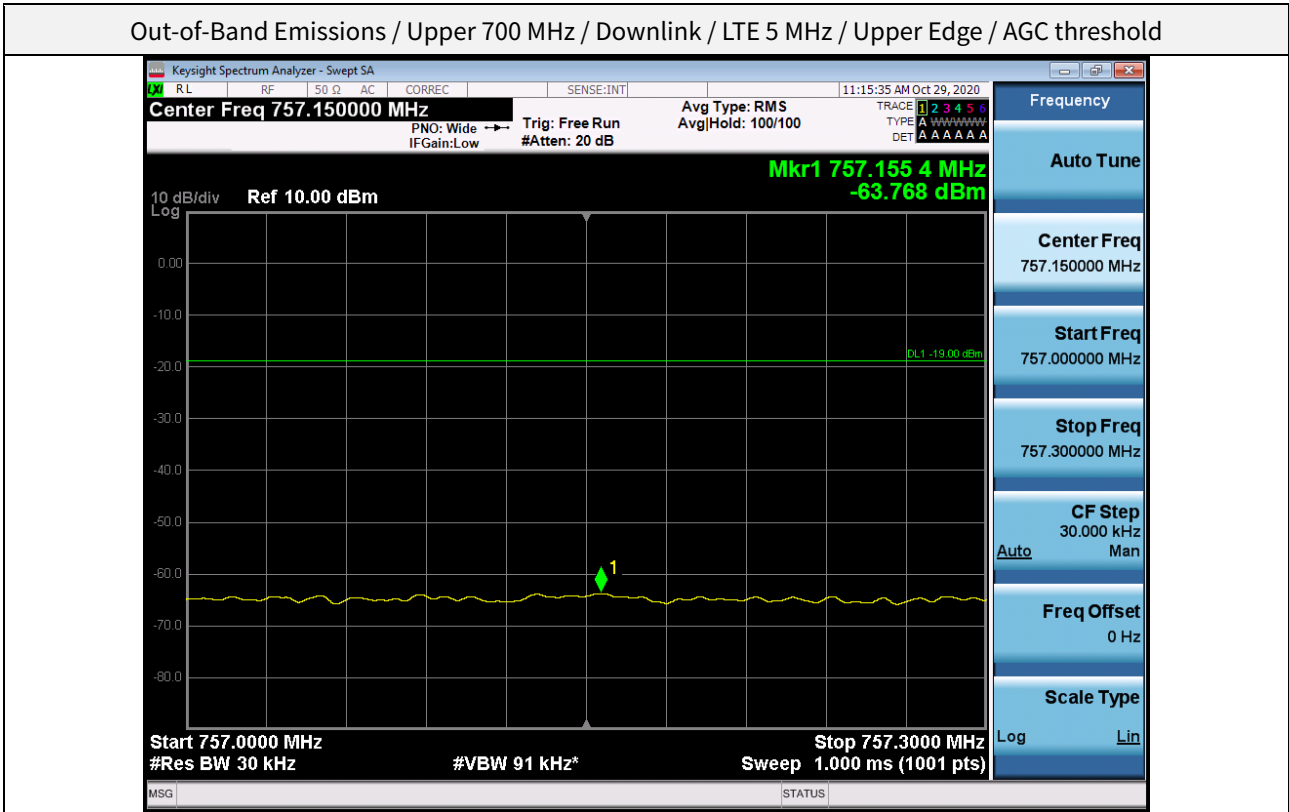 Out-of-Band Emissions / Upper 700 MHz / Downlink / LTE 5 MHz / Upper Edge / AGC threshold
Keysight Spectrum Analyzer - Swept SA
LXI RL RF 50 Ω AC CORREC SENSE:INT 11:15:35 AM Oct 29, 2020
Center Freq 757.150000 MHz
PNO: Wide
IFGain:Low
Trig: Free Run
#Atten: 20 dB
Avg Type: RMS
Avg|Hold: 100/100
TRACE 1 2 3 4 5 6
TYPE A WWWWW
DET A A A A A A
Mkr1 757.155 4 MHz
-63.768 dBm
10 dB/div Ref 10.00 dBm
Log
0.00
-10.0
DL1 -19.00 dBm
-20.0
-30.0
-40.0
-50.0
-60.0
1
-70.0
-80.0
Start 757.0000 MHz Stop 757.3000 MHz
#Res BW 30 kHz #VBW 91 kHz* Sweep 1.000 ms (1001 pts)
MSG STATUS
Frequency
Auto Tune
Center Freq
757.150000 MHz
Start Freq
757.000000 MHz
Stop Freq
757.300000 MHz
CF Step
30.000 kHz
Auto Man
Freq Offset
0 Hz
Scale Type
Log Lin